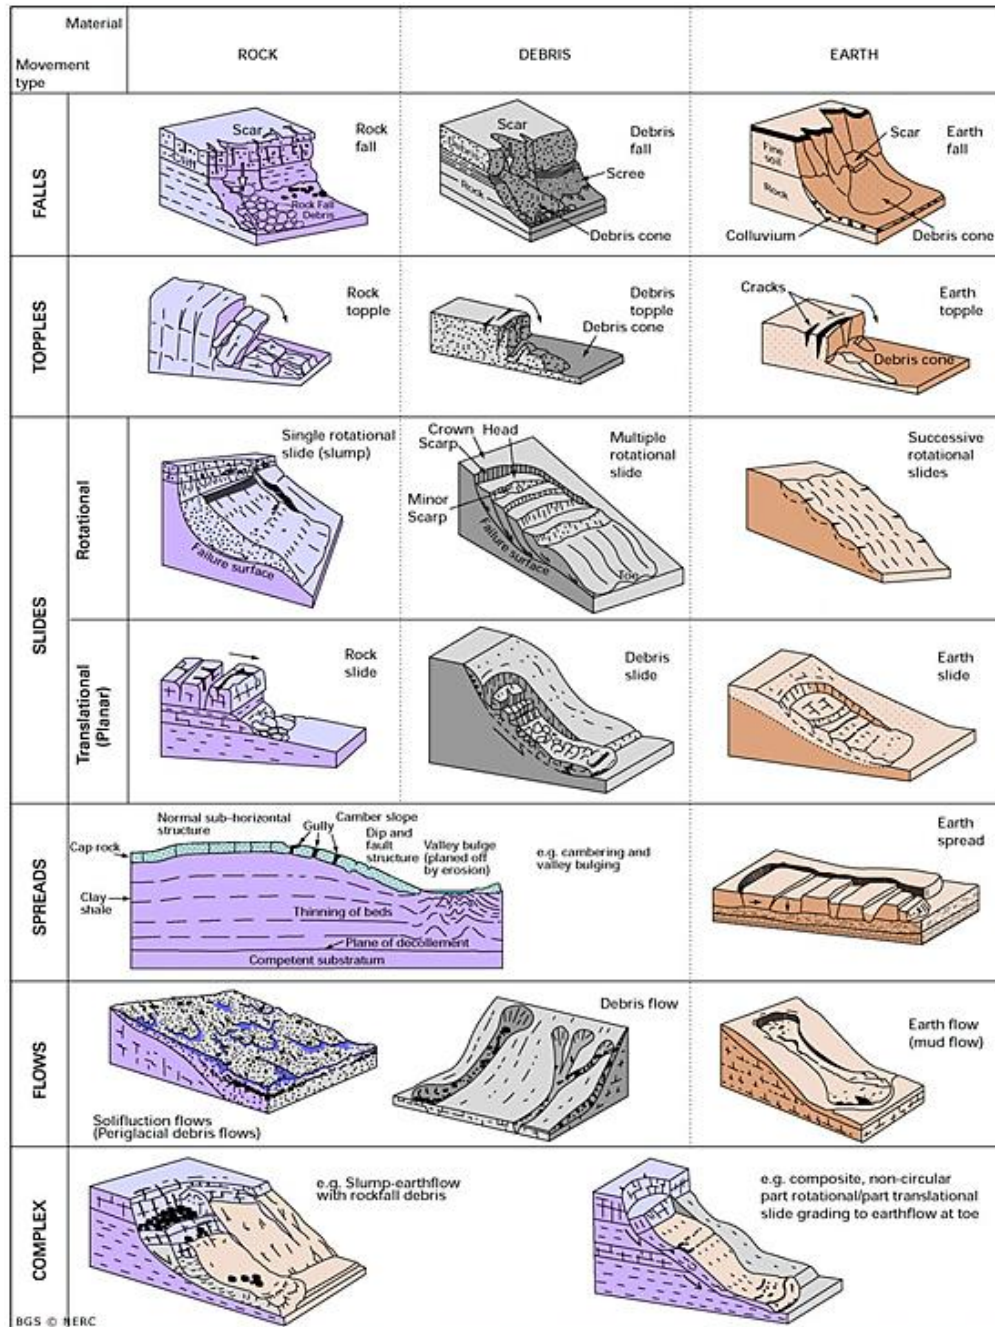 Material
Movement
type
ROCK
DEBRIS
EARTH
FALLS
Scar
Cliff
Rock Fall
Debris
Rock
fall
Scar
Debris
Rock
Debris
fall
Scree
Debris cone
Fine
soil
Rock
Scar
Earth
fall
Colluvium
Debris cone
TOPPLES
Rock
topple
Debris
topple
Debris cone
Cracks
Earth
topple
Debris cone
SLIDES
Rotational
Single rotational
slide (slump)
Failure surface
Crown Head
Scarp
Minor
Scarp
Failure surface
Toe
Multiple
rotational
slide
Successive
rotational
slides
Translational
(Planar)
Rock
slide
Debris
slide
Earth
slide
SPREADS
Normal sub-horizontal
structure
Gully
Camber slope
Dip and
fault
structure
Valley bulge
(planed off
by erosion)
Cap rock
Clay
shale
Thinning of beds
Plane of decollement
Competent substratum
e.g. cambering and
valley bulging
Earth
spread
FLOWS
Solifluction flows
(Periglacial debris flows)
Debris flow
Earth flow
(mud flow)
COMPLEX
e.g. Slump-earthflow
with rockfall debris
e.g. composite, non-circular
part rotational/part translational
slide grading to earthflow at toe
BGS © NERC